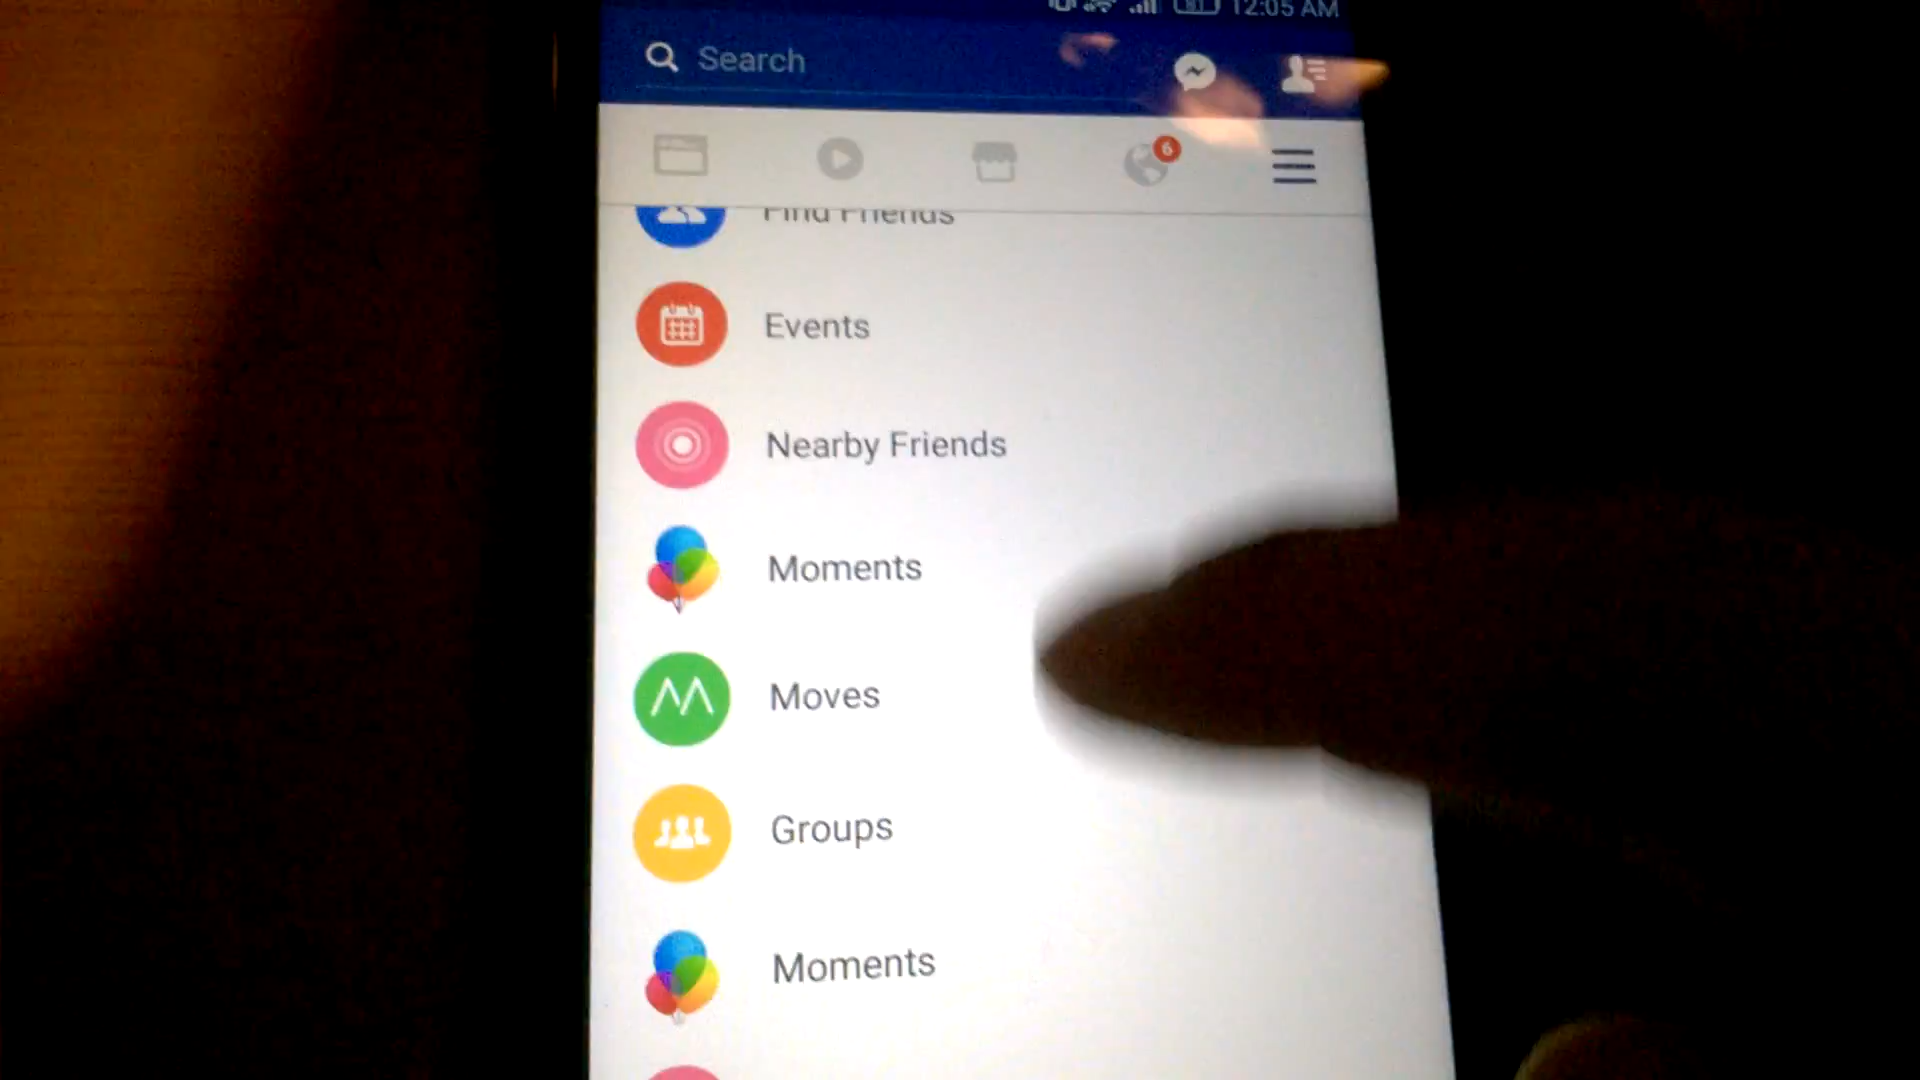 12:05 AM
Search
6
Find Friends
Events
Nearby Friends
Moments
Moves
Groups
Moments